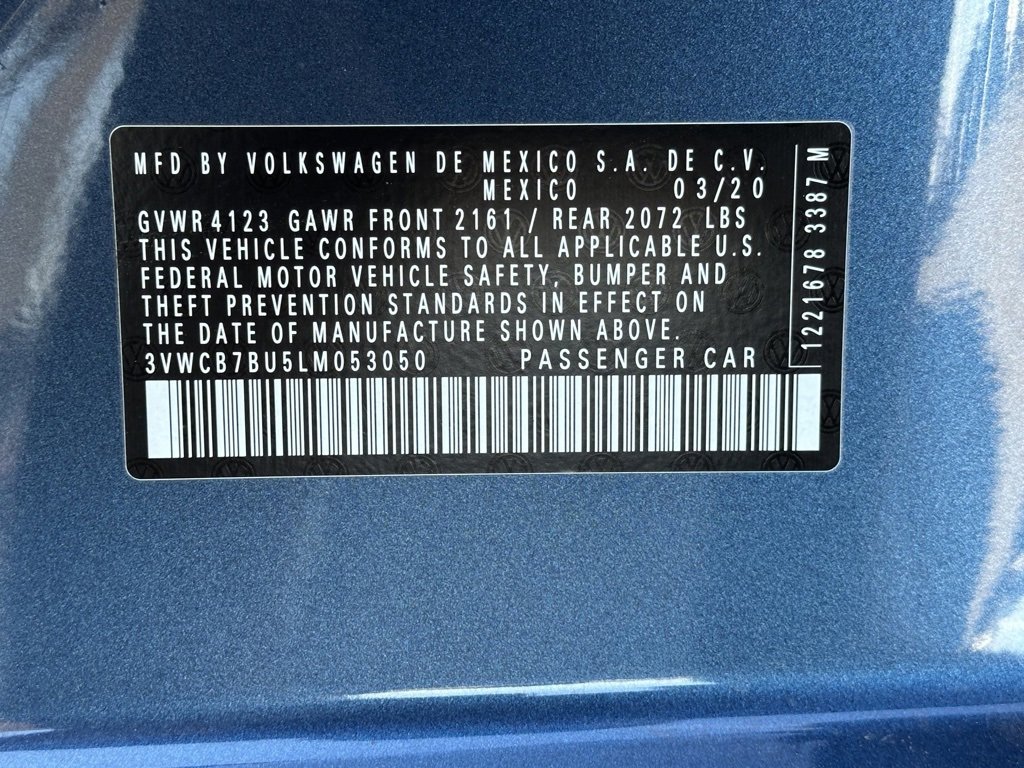 MFD BY VOLKSWAGEN DE MEXICO S.A. DE C.V.
MEXICO 03/20
GVWR 4123 GAWR FRONT 2161 / REAR 2072 LBS
THIS VEHICLE CONFORMS TO ALL APPLICABLE U.S.
FEDERAL MOTOR VEHICLE SAFETY, BUMPER AND
THEFT PREVENTION STANDARDS IN EFFECT ON
THE DATE OF MANUFACTURE SHOWN ABOVE.
3VWCB7BU5LM053050 PASSENGER CAR
1221678 3387 M